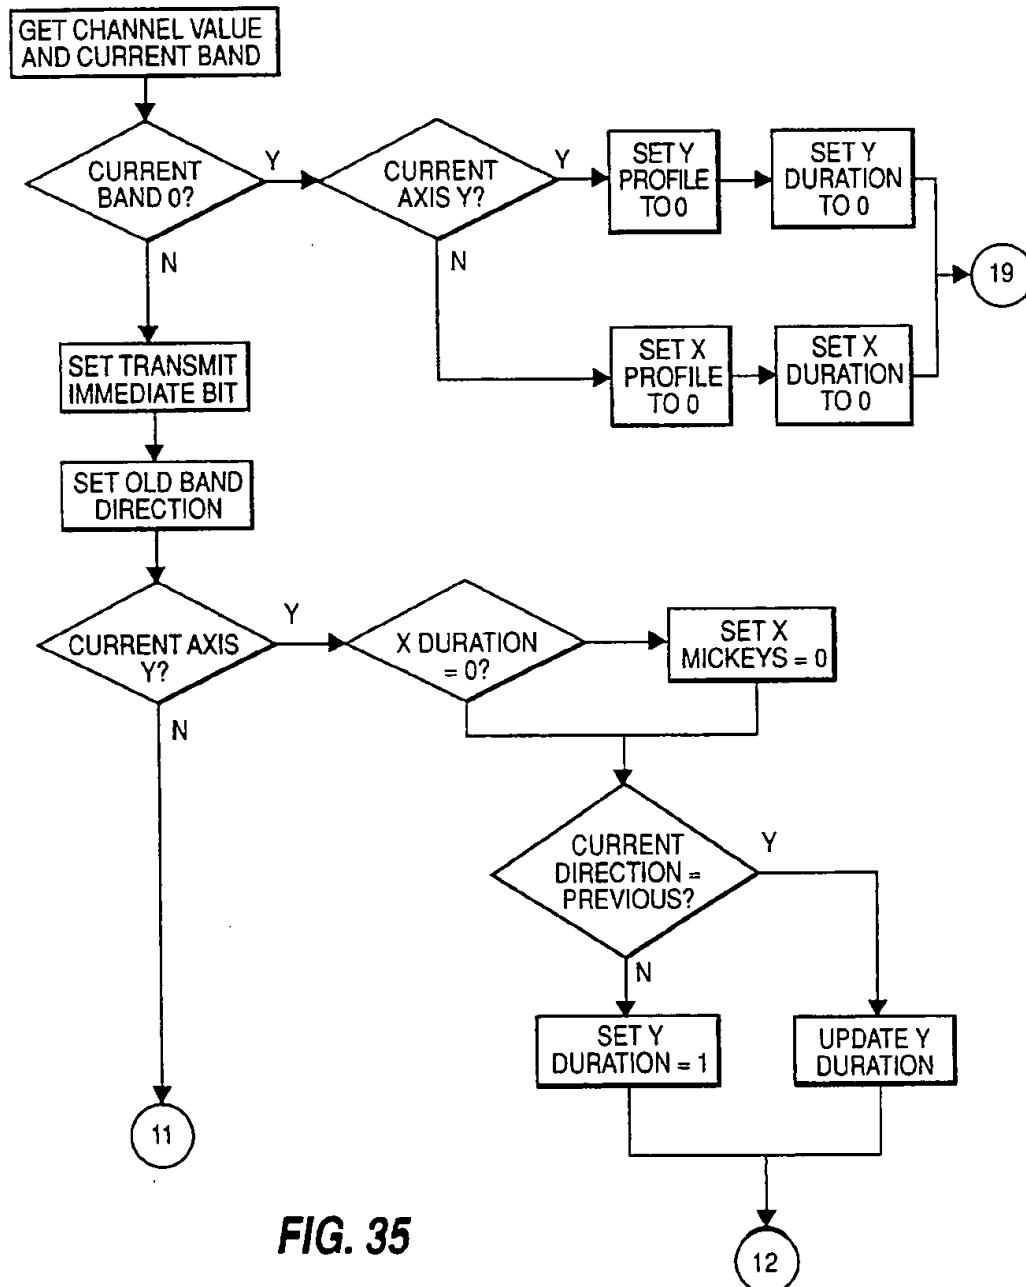 GET CHANNEL VALUE
AND CURRENT BAND
CURRENT
BAND 0?
Y
N
CURRENT
AXIS Y?
Y
N
SET Y
PROFILE
TO 0
SET Y
DURATION
TO 0
19
SET X
PROFILE
TO 0
SET X
DURATION
TO 0
SET TRANSMIT
IMMEDIATE BIT
SET OLD BAND
DIRECTION
CURRENT AXIS
Y?
Y
N
X DURATION
= 0?
SET X
MICKEYS = 0
CURRENT
DIRECTION =
PREVIOUS?
Y
N
SET Y
DURATION = 1
UPDATE Y
DURATION
11
12
FIG. 35